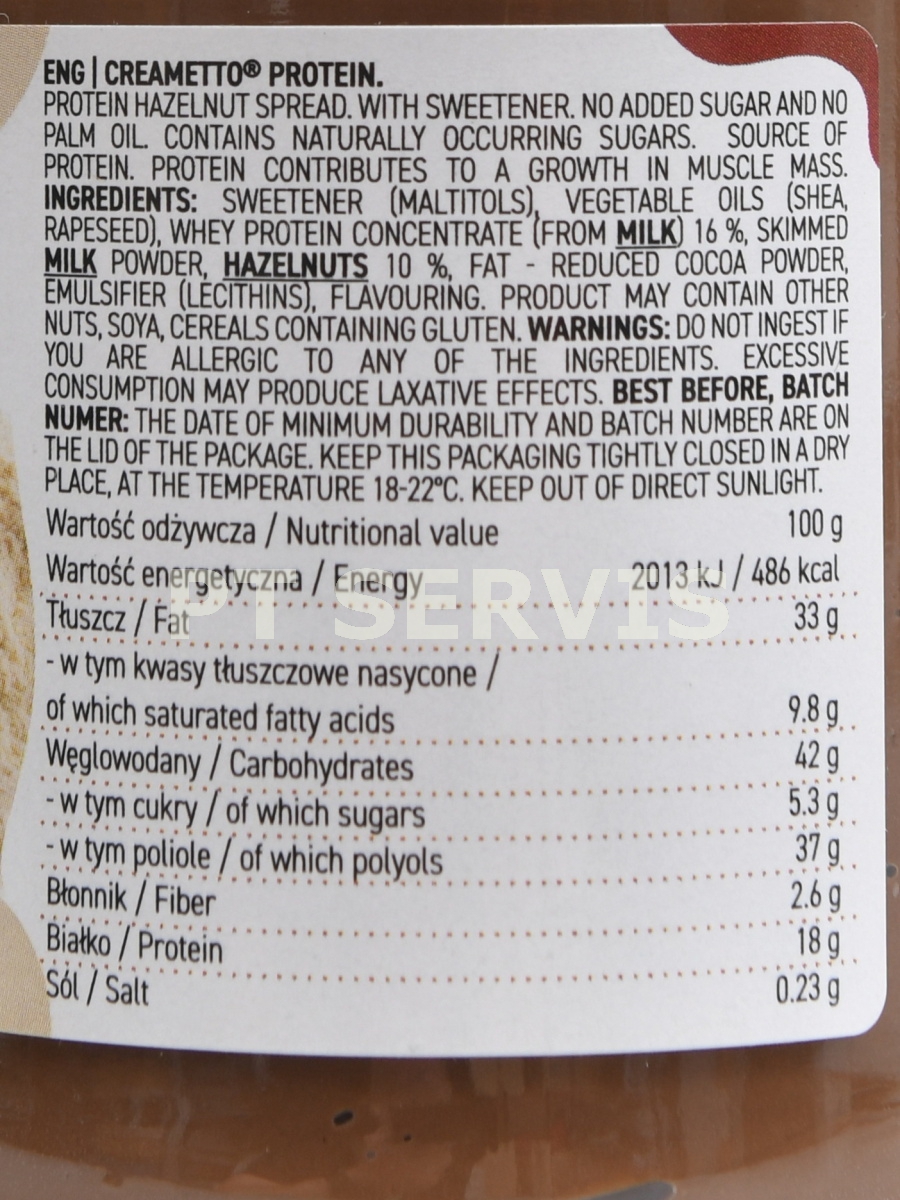 ENG | CREAMETTO® PROTEIN.
PROTEIN HAZELNUT SPREAD. WITH SWEETENER. NO ADDED SUGAR AND NO
PALM OIL. CONTAINS NATURALLY OCCURRING SUGARS. SOURCE OF
PROTEIN. PROTEIN CONTRIBUTES TO A GROWTH IN MUSCLE MASS.
INGREDIENTS: SWEETENER (MALTITOLS), VEGETABLE OILS (SHEA,
RAPESEED), WHEY PROTEIN CONCENTRATE (FROM MILK) 16 %, SKIMMED
MILK POWDER, HAZELNUTS 10 %, FAT - REDUCED COCOA POWDER,
EMULSIFIER (LECITHINS), FLAVOURING. PRODUCT MAY CONTAIN OTHER
NUTS, SOYA, CEREALS CONTAINING GLUTEN. WARNINGS: DO NOT INGEST IF
YOU ARE ALLERGIC TO ANY OF THE INGREDIENTS. EXCESSIVE
CONSUMPTION MAY PRODUCE LAXATIVE EFFECTS. BEST BEFORE, BATCH
NUMER: THE DATE OF MINIMUM DURABILITY AND BATCH NUMBER ARE ON
THE LID OF THE PACKAGE. KEEP THIS PACKAGING TIGHTLY CLOSED IN A DRY
PLACE, AT THE TEMPERATURE 18-22°C. KEEP OUT OF DIRECT SUNLIGHT.
Wartość odżywcza / Nutritional value 100 g
Wartość energetyczna / Energy 2013 kJ / 486 kcal
PT SERVIS
Tłuszcz / Fat 33 g
- w tym kwasy tłuszczowe nasycone /
of which saturated fatty acids 9.8 g
Węglowodany / Carbohydrates 42 g
- w tym cukry / of which sugars 5.3 g
- w tym poliole / of which polyols 37 g
Błonnik / Fiber 2.6 g
Białko / Protein 18 g
Sól / Salt 0.23 g